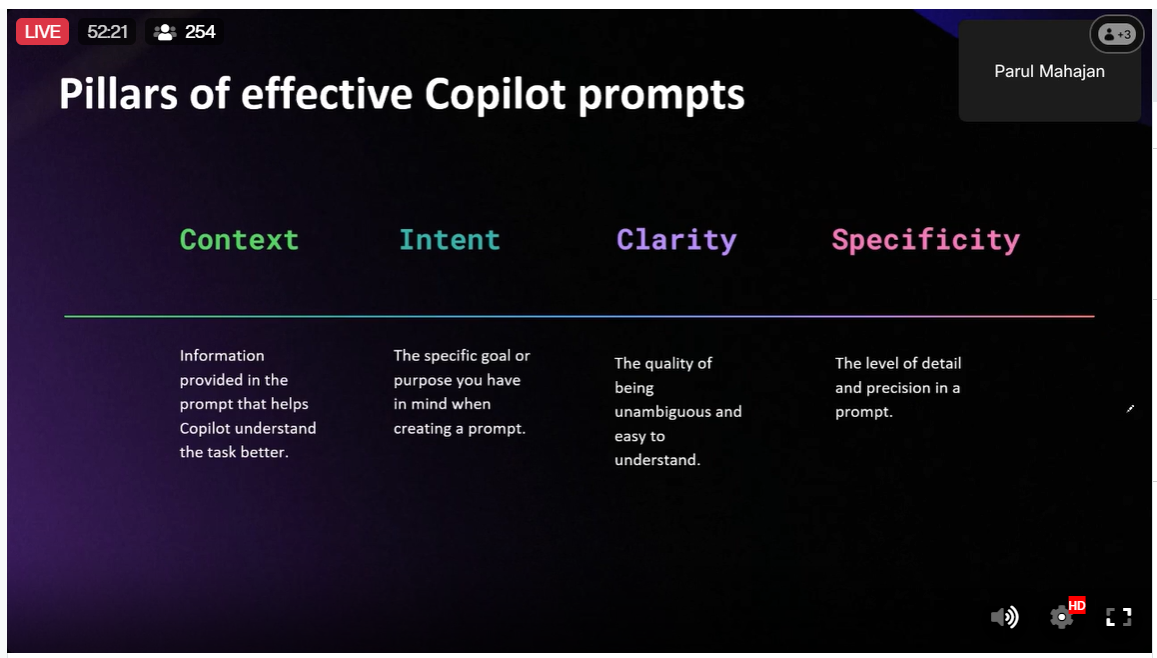 LIVE 52:21 254
+3
Parul Mahajan
Pillars of effective Copilot prompts
Context
Information
provided in the
prompt that helps
Copilot understand
the task better.
Intent
The specific goal or
purpose you have
in mind when
creating a prompt.
Clarity
The quality of
being
unambiguous and
easy to
understand.
Specificity
The level of detail
and precision in a
prompt.
HD